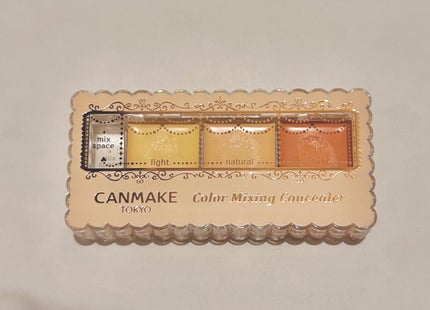 mix
space
light
natural
CANMAKE
TOKYO
Color Mixing Concealer